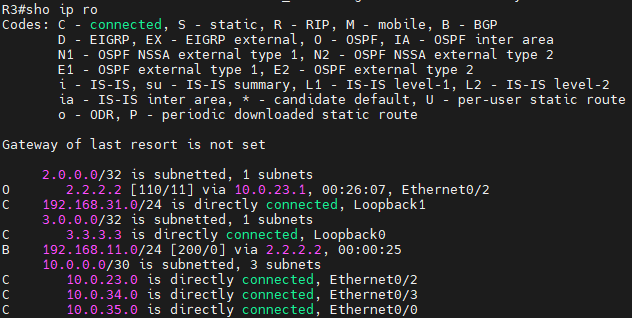 R3#sho ip ro
Codes: C - connected, S - static, R - RIP, M - mobile, B - BGP
       D - EIGRP, EX - EIGRP external, O - OSPF, IA - OSPF inter area
       N1 - OSPF NSSA external type 1, N2 - OSPF NSSA external type 2
       E1 - OSPF external type 1, E2 - OSPF external type 2
       i - IS-IS, su - IS-IS summary, L1 - IS-IS level-1, L2 - IS-IS level-2
       ia - IS-IS inter area, * - candidate default, U - per-user static route
       o - ODR, P - periodic downloaded static route
Gateway of last resort is not set
     2.0.0.0/32 is subnetted, 1 subnets
O       2.2.2.2 [110/11] via 10.0.23.1, 00:26:07, Ethernet0/2
C    192.168.31.0/24 is directly connected, Loopback1
     3.0.0.0/32 is subnetted, 1 subnets
C       3.3.3.3 is directly connected, Loopback0
B    192.168.11.0/24 [200/0] via 2.2.2.2, 00:00:25
     10.0.0.0/30 is subnetted, 3 subnets
C       10.0.23.0 is directly connected, Ethernet0/2
C       10.0.34.0 is directly connected, Ethernet0/3
C       10.0.35.0 is directly connected, Ethernet0/0